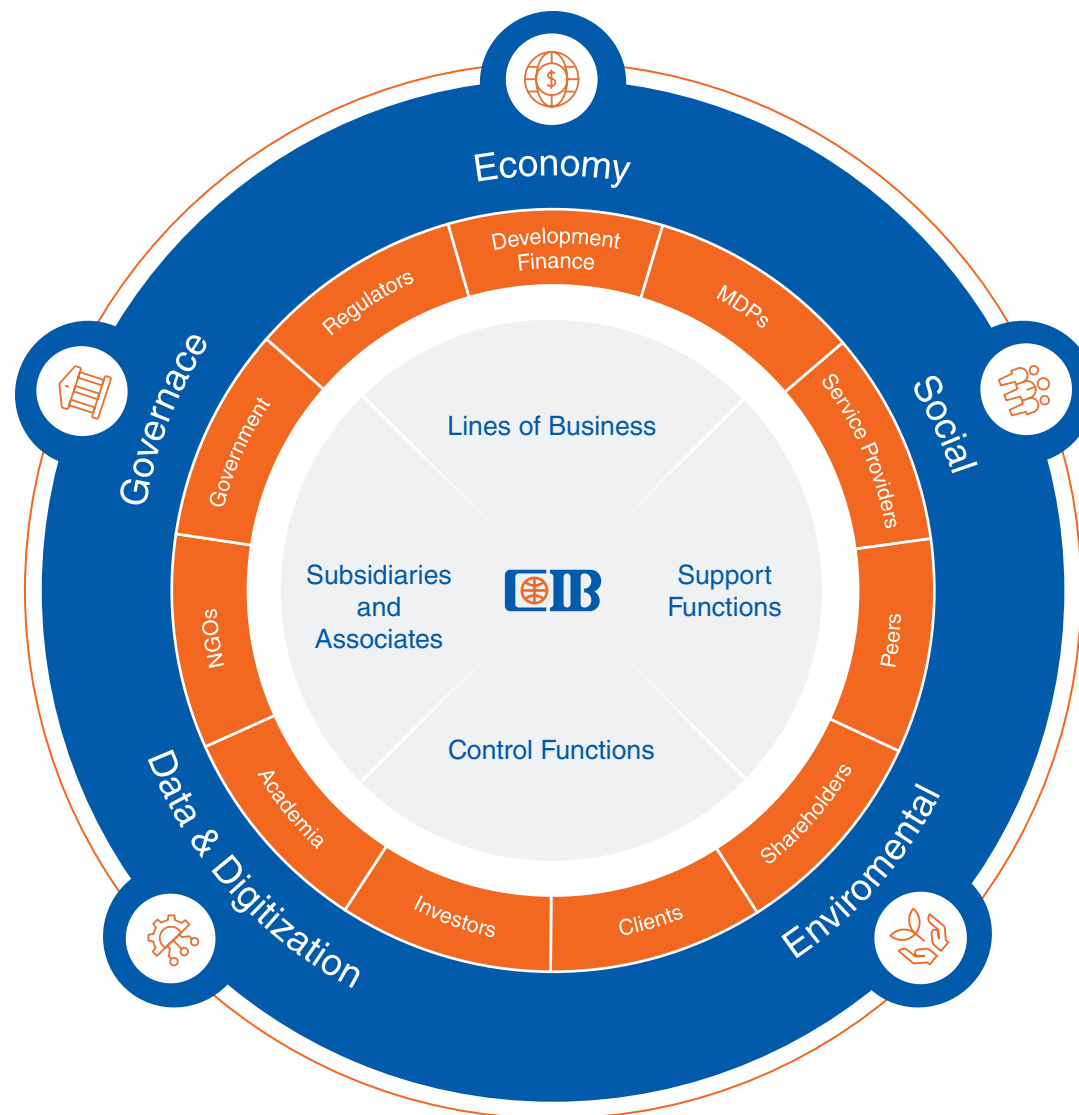 $
Economy
Social
Enviromental
Data & Digitization
Governace
Development
Finance
MDPs
Service Providers
Peers
Shareholders
Clients
Investors
Academia
NGOs
Government
Regulators
Lines of Business
Subsidiaries
and
Associates
CIB
Support
Functions
Control Functions